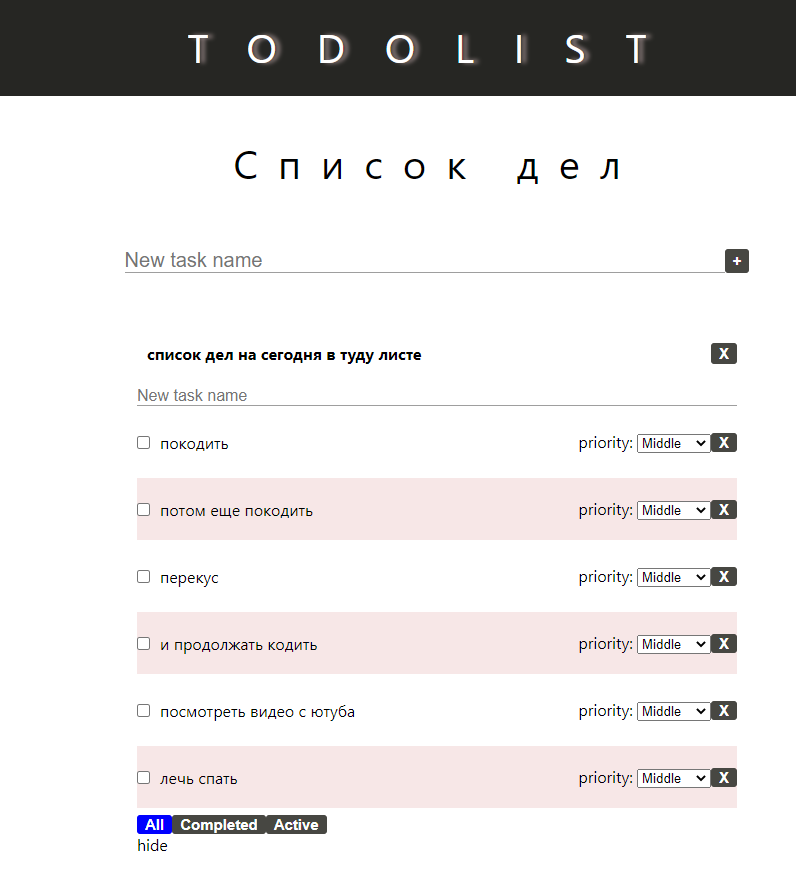 TODOLIST
Список дел
New task name +
список дел на сегодня в туду листе X
New task name
покодить priority: Middle X
потом еще покодить priority: Middle X
перекус priority: Middle X
и продолжать кодить priority: Middle X
посмотреть видео с ютуба priority: Middle X
лечь спать priority: Middle X
All Completed Active
hide